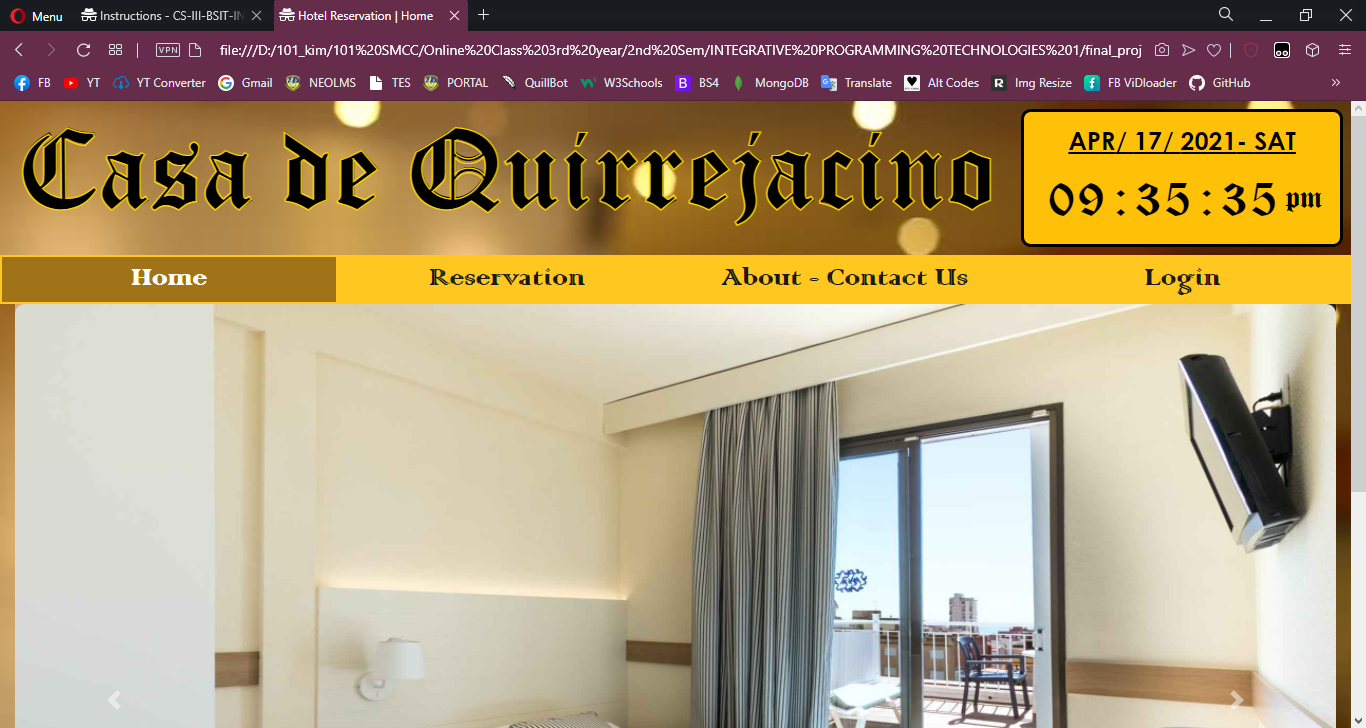 Menu
Instructions - CS-III-BSIT-IN
Hotel Reservation | Home
VPN
file:///D:/101_kim/101%20SMCC/Online%20Class%203rd%20year/2nd%20Sem/INTEGRATIVE%20PROGRAMMING%20TECHNOLOGIES%201/final_proj
FB
YT
YT Converter
Gmail
NEOLMS
TES
PORTAL
QuillBot
W3Schools
B BS4
MongoDB
Translate
Alt Codes
R Img Resize
FB ViDloader
GitHub
Casa de Quirrejacino
APR/ 17/ 2021- SAT
09:35:35 pm
Home
Reservation
About - Contact Us
Login